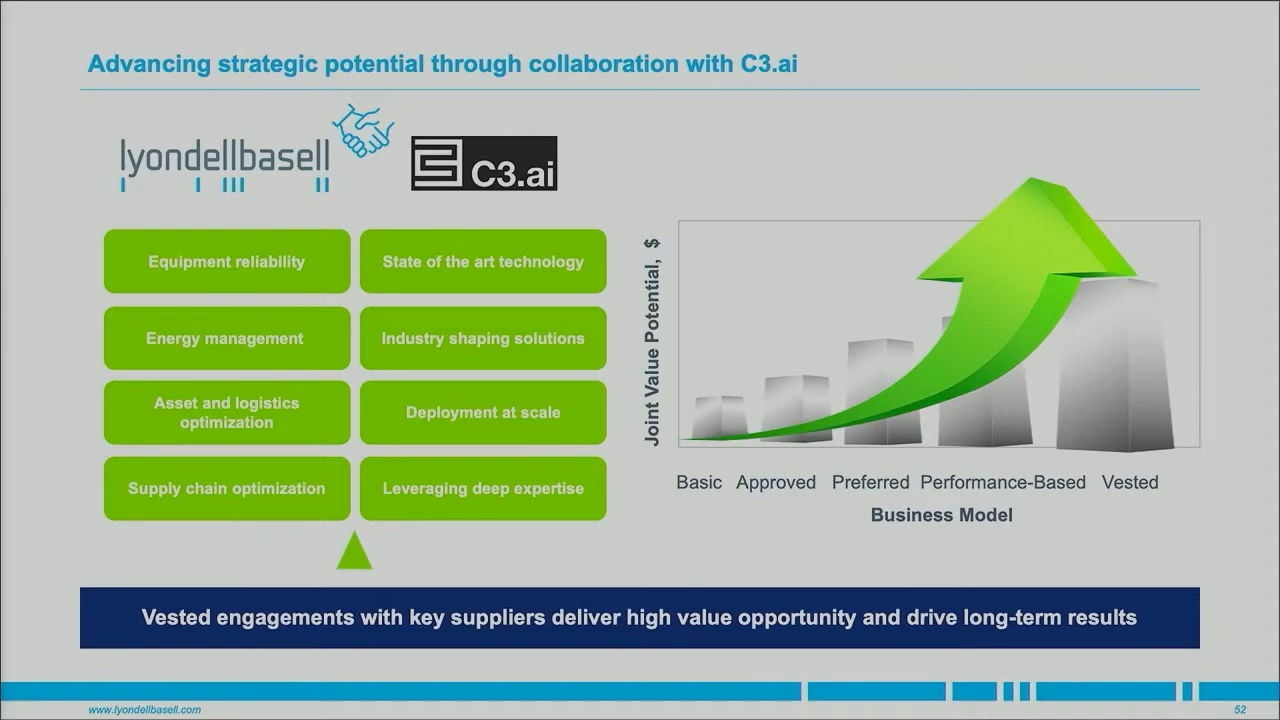 Advancing strategic potential through collaboration with C3.ai
lyondellbasell
C3.ai
Equipment reliability
State of the art technology
Energy management
Industry shaping solutions
Asset and logistics
optimization
Deployment at scale
Supply chain optimization
Leveraging deep expertise
Joint Value Potential, $
Basic Approved Preferred Performance-Based Vested
Business Model
Vested engagements with key suppliers deliver high value opportunity and drive long-term results
www.lyondellbasell.com
52